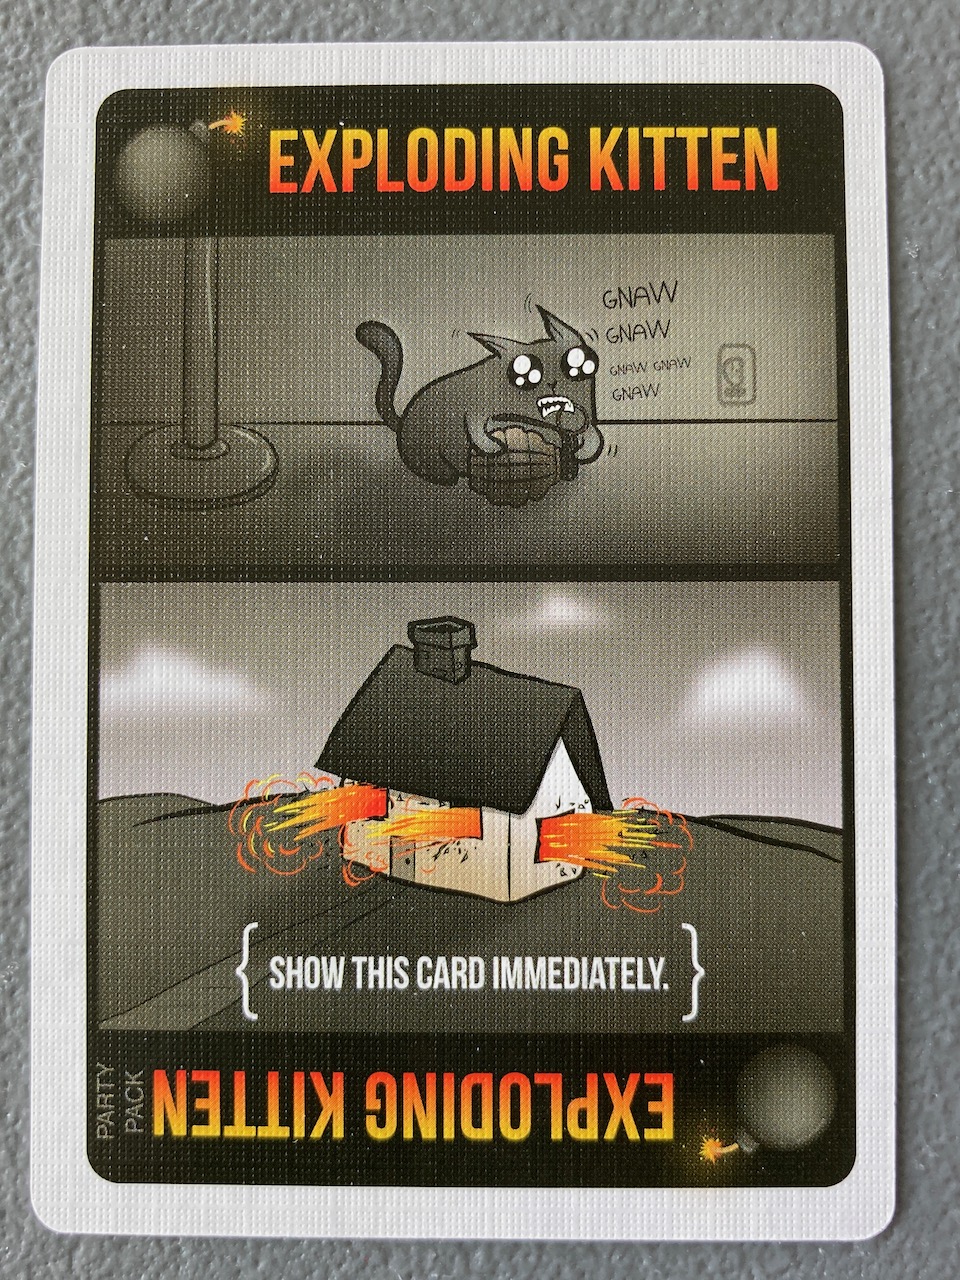 EXPLODING KITTEN
GNAW
GNAW
GNAW GNAW
GNAW
{ SHOW THIS CARD IMMEDIATELY. }
PARTY
PACK
EXPLODING KITTEN